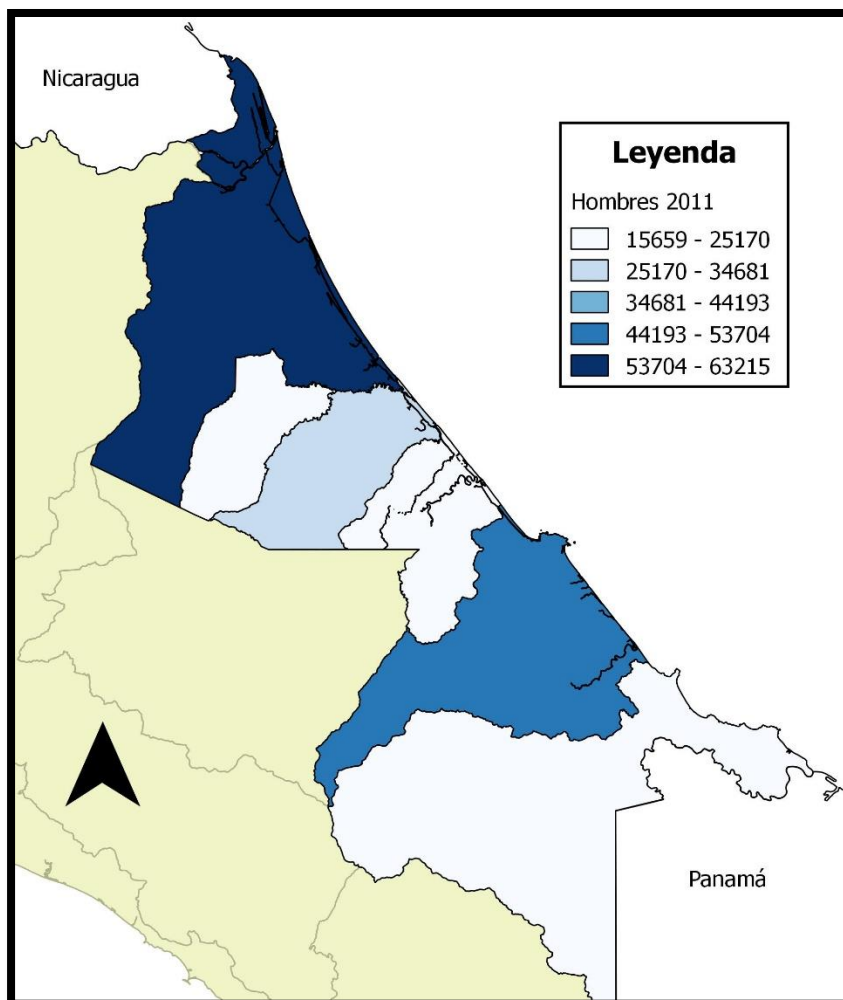 Nicaragua
Leyenda
Hombres 2011
15659 - 25170
25170 - 34681
34681 - 44193
44193 - 53704
53704 - 63215
Panamá